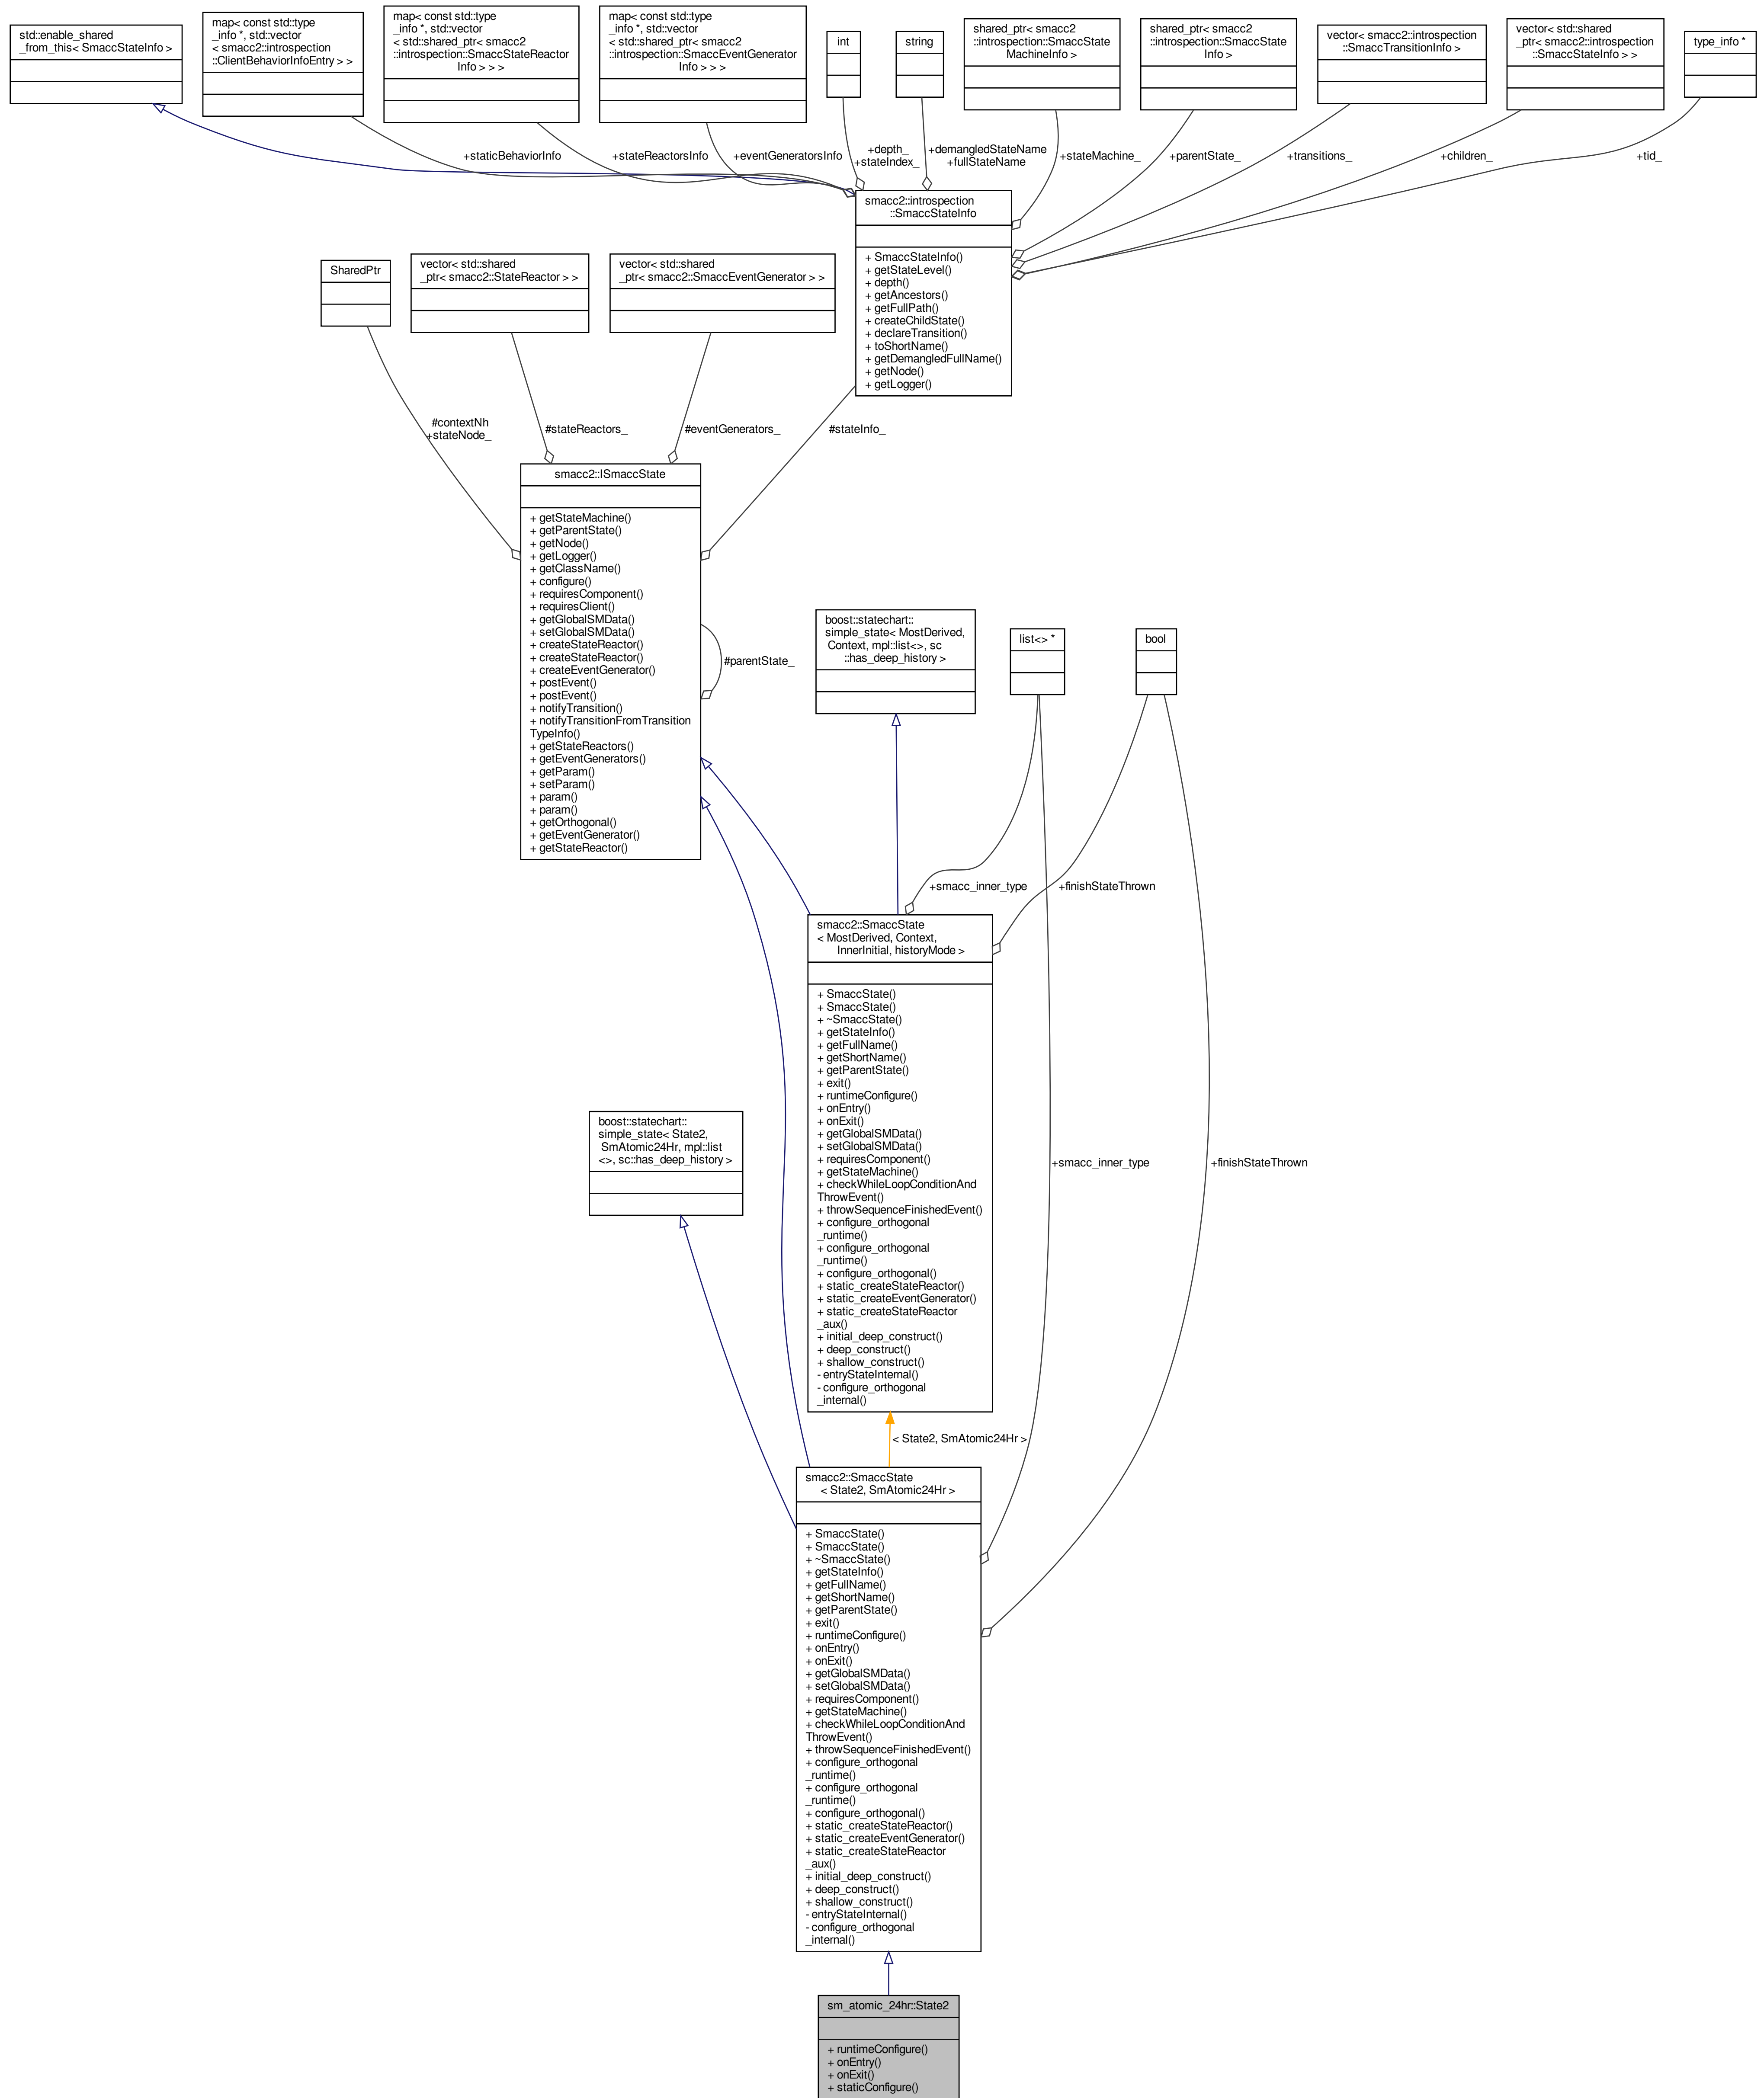 std::enable_shared
_from_this< SmaccStateInfo >
map< const std::type
_info *, std::vector
< smacc2::introspection
::ClientBehaviorInfoEntry > >
map< const std::type
_info *, std::vector
< std::shared_ptr< smacc2
::introspection::SmaccStateReactor
Info > > >
map< const std::type
_info *, std::vector
< std::shared_ptr< smacc2
::introspection::SmaccEventGenerator
Info > > >
int
string
shared_ptr< smacc2
::introspection::SmaccState
MachineInfo >
shared_ptr< smacc2
::introspection::SmaccState
Info >
vector< smacc2::introspection
::SmaccTransitionInfo >
vector< std::shared
_ptr< smacc2::introspection
::SmaccStateInfo > >
type_info *
+staticBehaviorInfo
+stateReactorsInfo
+eventGeneratorsInfo
+depth_
+stateIndex_
+demangledStateName
+fullStateName
+stateMachine_
+parentState_
+transitions_
+children_
+tid_
smacc2::introspection
::SmaccStateInfo
+ SmaccStateInfo()
+ getStateLevel()
+ depth()
+ getAncestors()
+ getFullPath()
+ createChildState()
+ declareTransition()
+ toShortName()
+ getDemangledFullName()
+ getNode()
+ getLogger()
SharedPtr
vector< std::shared
_ptr< smacc2::StateReactor > >
vector< std::shared
_ptr< smacc2::SmaccEventGenerator > >
#contextNh
+stateNode_
#stateReactors_
#eventGenerators_
#stateInfo_
smacc2::ISmaccState
+ getStateMachine()
+ getParentState()
+ getNode()
+ getLogger()
+ getClassName()
+ configure()
+ requiresComponent()
+ requiresClient()
+ getGlobalSMData()
+ setGlobalSMData()
+ createStateReactor()
+ createStateReactor()
+ createEventGenerator()
+ postEvent()
+ postEvent()
+ notifyTransition()
+ notifyTransitionFromTransition
TypeInfo()
+ getStateReactors()
+ getEventGenerators()
+ getParam()
+ setParam()
+ param()
+ param()
+ getOrthogonal()
+ getEventGenerator()
+ getStateReactor()
#parentState_
boost::statechart::
simple_state< MostDerived,
Context, mpl::list<>, sc
::has_deep_history >
list<> *
bool
+smacc_inner_type
+finishStateThrown
smacc2::SmaccState
< MostDerived, Context,
InnerInitial, historyMode >
+ SmaccState()
+ SmaccState()
+ ~SmaccState()
+ getStateInfo()
+ getFullName()
+ getShortName()
+ getParentState()
+ exit()
+ runtimeConfigure()
+ onEntry()
+ onExit()
+ getGlobalSMData()
+ setGlobalSMData()
+ requiresComponent()
+ getStateMachine()
+ checkWhileLoopConditionAnd
ThrowEvent()
+ throwSequenceFinishedEvent()
+ configure_orthogonal
_runtime()
+ configure_orthogonal
_runtime()
+ configure_orthogonal()
+ static_createStateReactor()
+ static_createEventGenerator()
+ static_createStateReactor
_aux()
+ initial_deep_construct()
+ deep_construct()
+ shallow_construct()
- entryStateInternal()
- configure_orthogonal
_internal()
boost::statechart::
simple_state< State2,
SmAtomic24Hr, mpl::list
<>, sc::has_deep_history >
+smacc_inner_type
+finishStateThrown
< State2, SmAtomic24Hr >
smacc2::SmaccState
< State2, SmAtomic24Hr >
+ SmaccState()
+ SmaccState()
+ ~SmaccState()
+ getStateInfo()
+ getFullName()
+ getShortName()
+ getParentState()
+ exit()
+ runtimeConfigure()
+ onEntry()
+ onExit()
+ getGlobalSMData()
+ setGlobalSMData()
+ requiresComponent()
+ getStateMachine()
+ checkWhileLoopConditionAnd
ThrowEvent()
+ throwSequenceFinishedEvent()
+ configure_orthogonal
_runtime()
+ configure_orthogonal
_runtime()
+ configure_orthogonal()
+ static_createStateReactor()
+ static_createEventGenerator()
+ static_createStateReactor
_aux()
+ initial_deep_construct()
+ deep_construct()
+ shallow_construct()
- entryStateInternal()
- configure_orthogonal
_internal()
sm_atomic_24hr::State2
+ runtimeConfigure()
+ onEntry()
+ onExit()
+ staticConfigure()